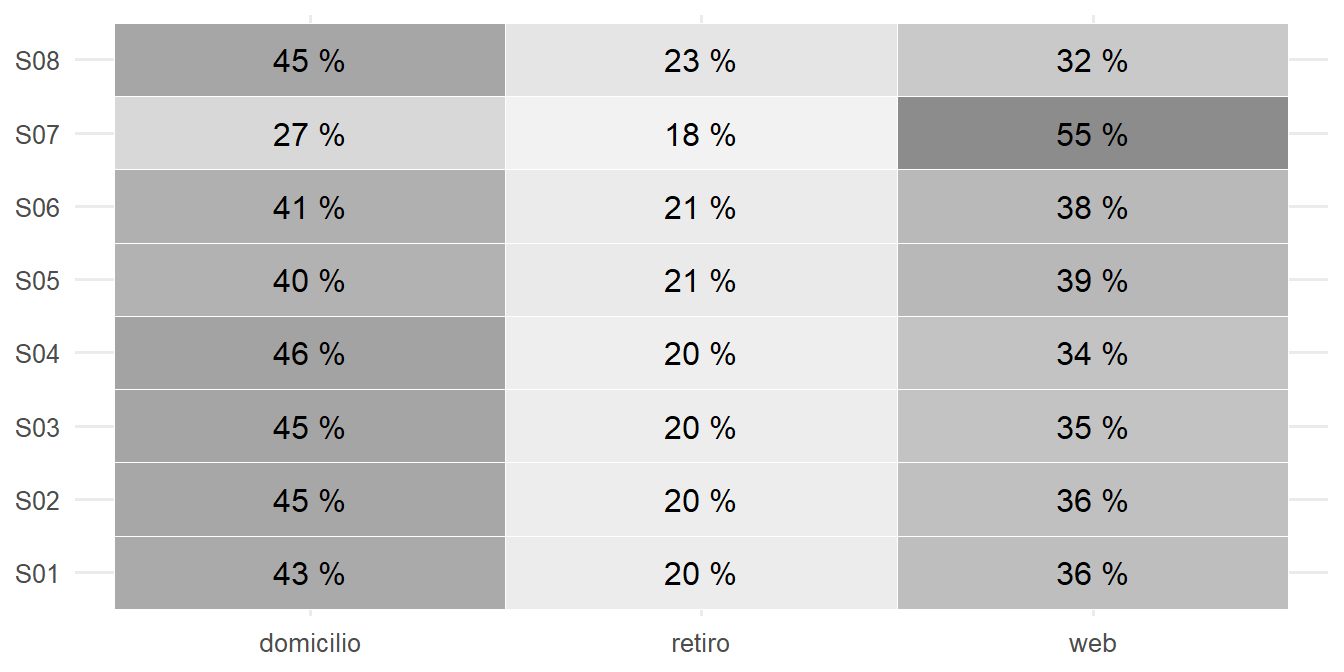 S08 45 % 23 % 32 %
S07 27 % 18 % 55 %
S06 41 % 21 % 38 %
S05 40 % 21 % 39 %
S04 46 % 20 % 34 %
S03 45 % 20 % 35 %
S02 45 % 20 % 36 %
S01 43 % 20 % 36 %
domicilio retiro web